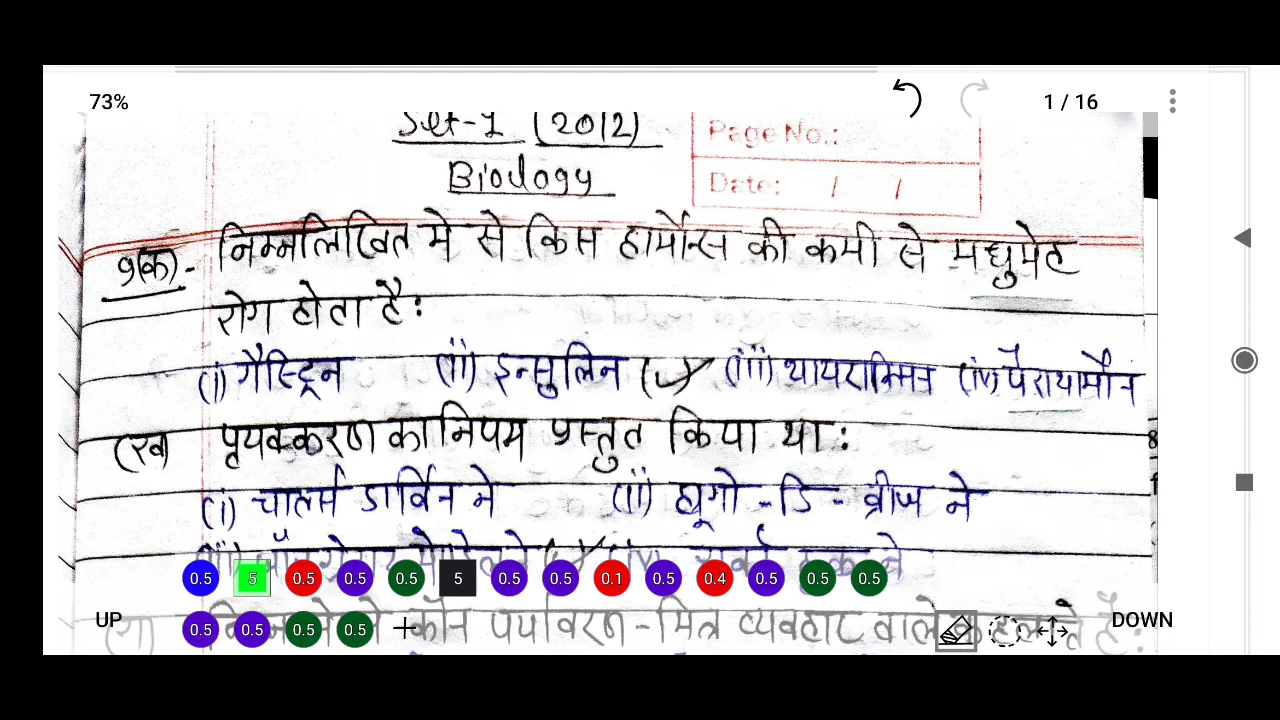 73%
1 / 16
Set-1 (2012)
Page No.:
Biology
Date: / /
9(क)- निम्नलिखित मे से किस हार्मोन्स की कमी से मधुमेह
रोग होता है:
(i) गैस्ट्रिन (ii) इन्सुलिन (✓) (iii) थायराक्सिन (iv)
(ख) पृथक्करण का नियम प्रस्तुत किया था:
(i) चार्ल्स डार्विन ने (ii) ह्यूगो - डि - व्रीज ने
0.5 5 0.5 0.5 0.5 5 0.5 0.5 0.1 0.5 0.4 0.5 0.5 0.5
UP 0.5 0.5 0.5 0.5 + DOWN
(ग) कौन पर्यावरण-मित्र व्यवहार वाले कहलाते है: